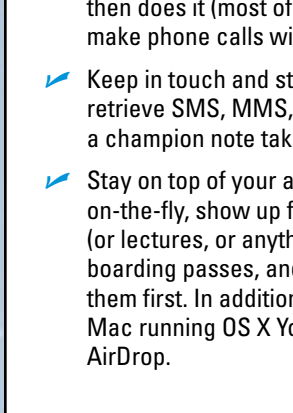 then does it (most of
make phone calls wi
Keep in touch and st
retrieve SMS, MMS,
a champion note tak
Stay on top of your a
on-the-fly, show up f
(or lectures, or anyth
boarding passes, and
them first. In addition
Mac running OS X Yo
AirDrop.